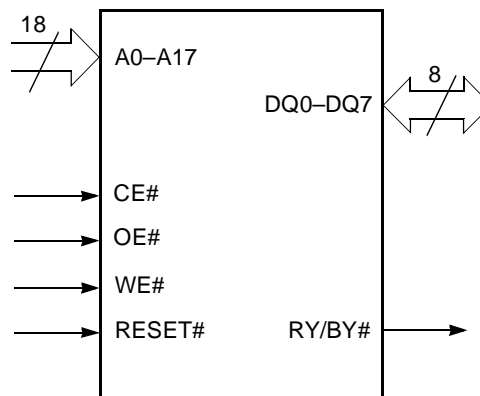 18
A0–A17
8
DQ0–DQ7
CE#
OE#
WE#
RESET#
RY/BY#